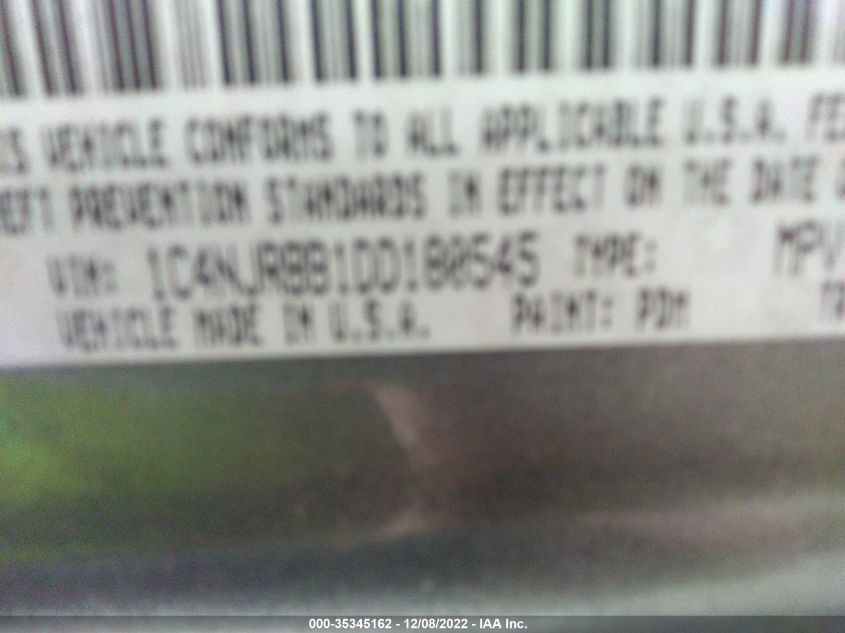 IS VEHICLE CONFORMS TO ALL APPLICABLE U.S.A. FE
EFT PREVENTION STANDARDS IN EFFECT ON THE DATE
VIN: 1C4NJRBB1DD180545 TYPE: MPV
VEHICLE MADE IN U.S.A. PAINT: PDM
000-35345162 - 12/08/2022 - IAA Inc.